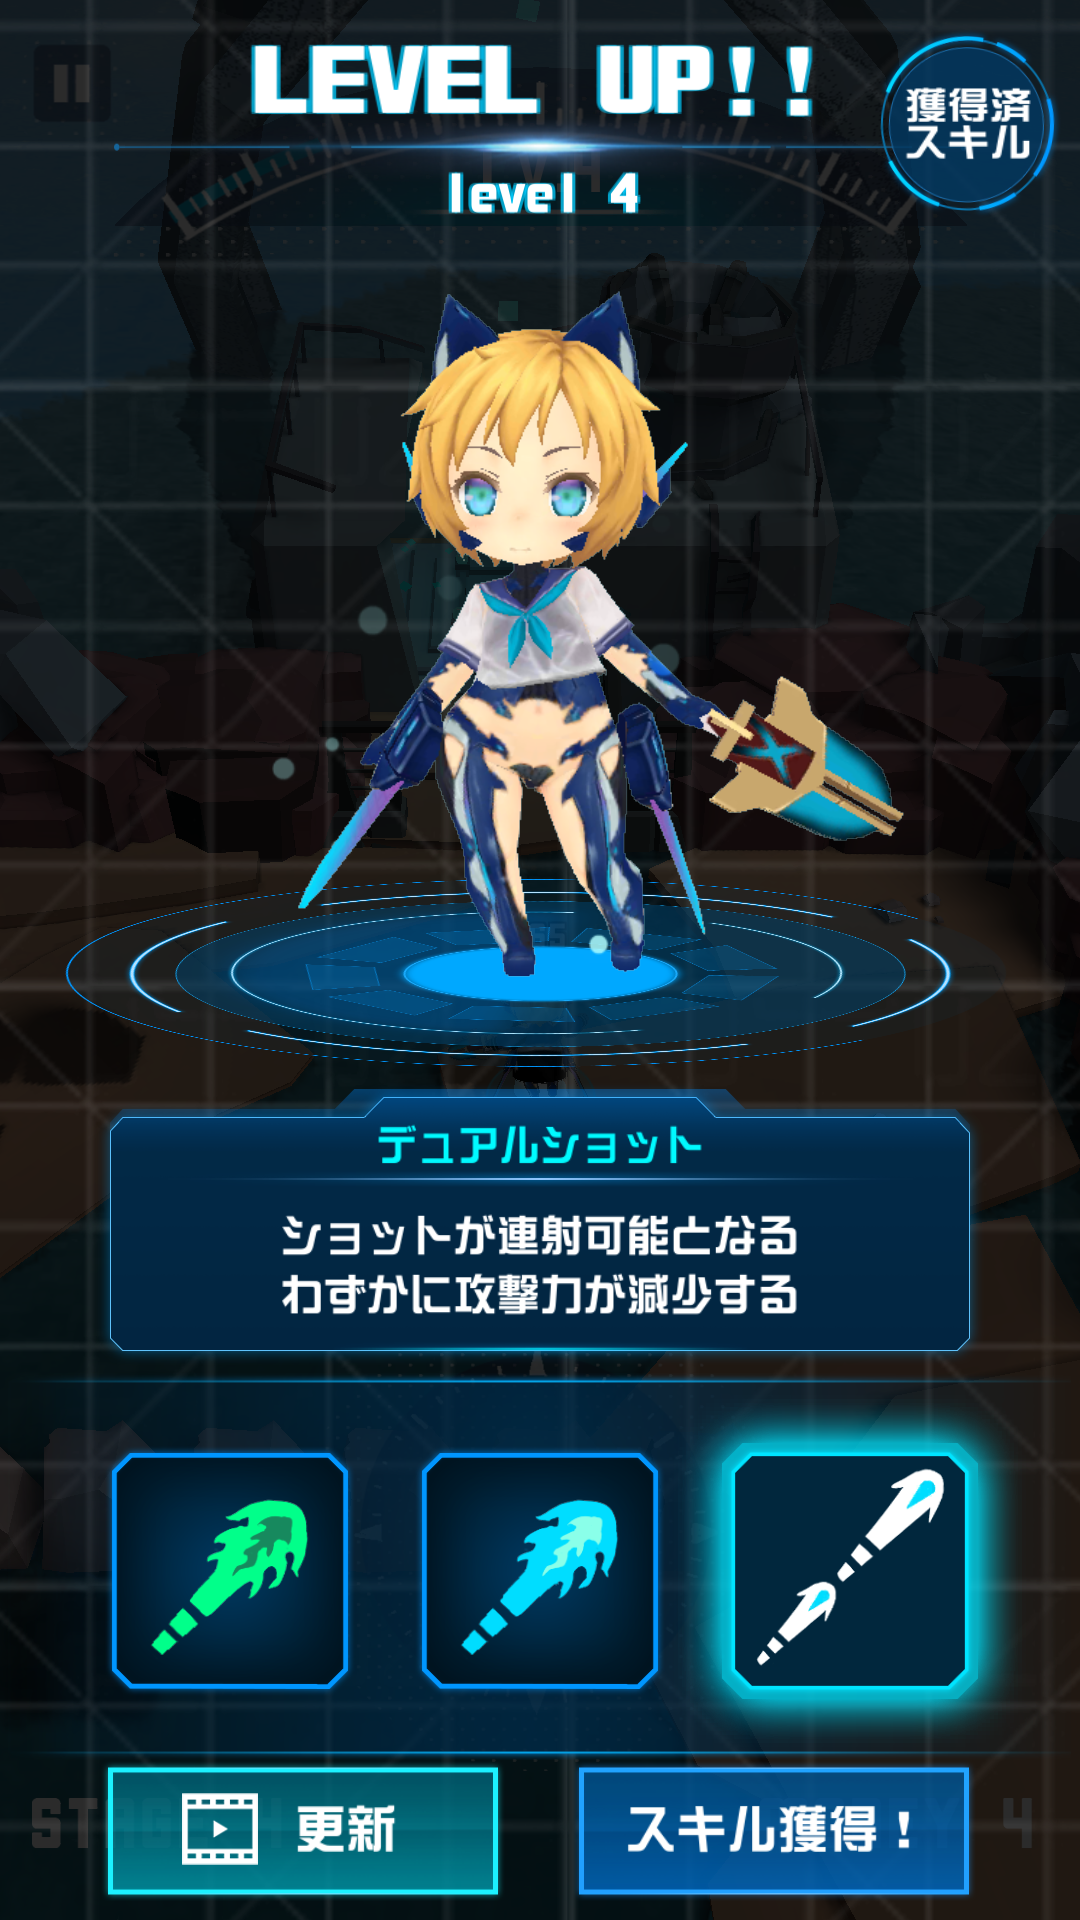 LEVEL UP!!
獲得済
スキル
level 4
デュアルショット
ショットが連射可能となる
わずかに攻撃力が減少する
更新
スキル獲得！
4